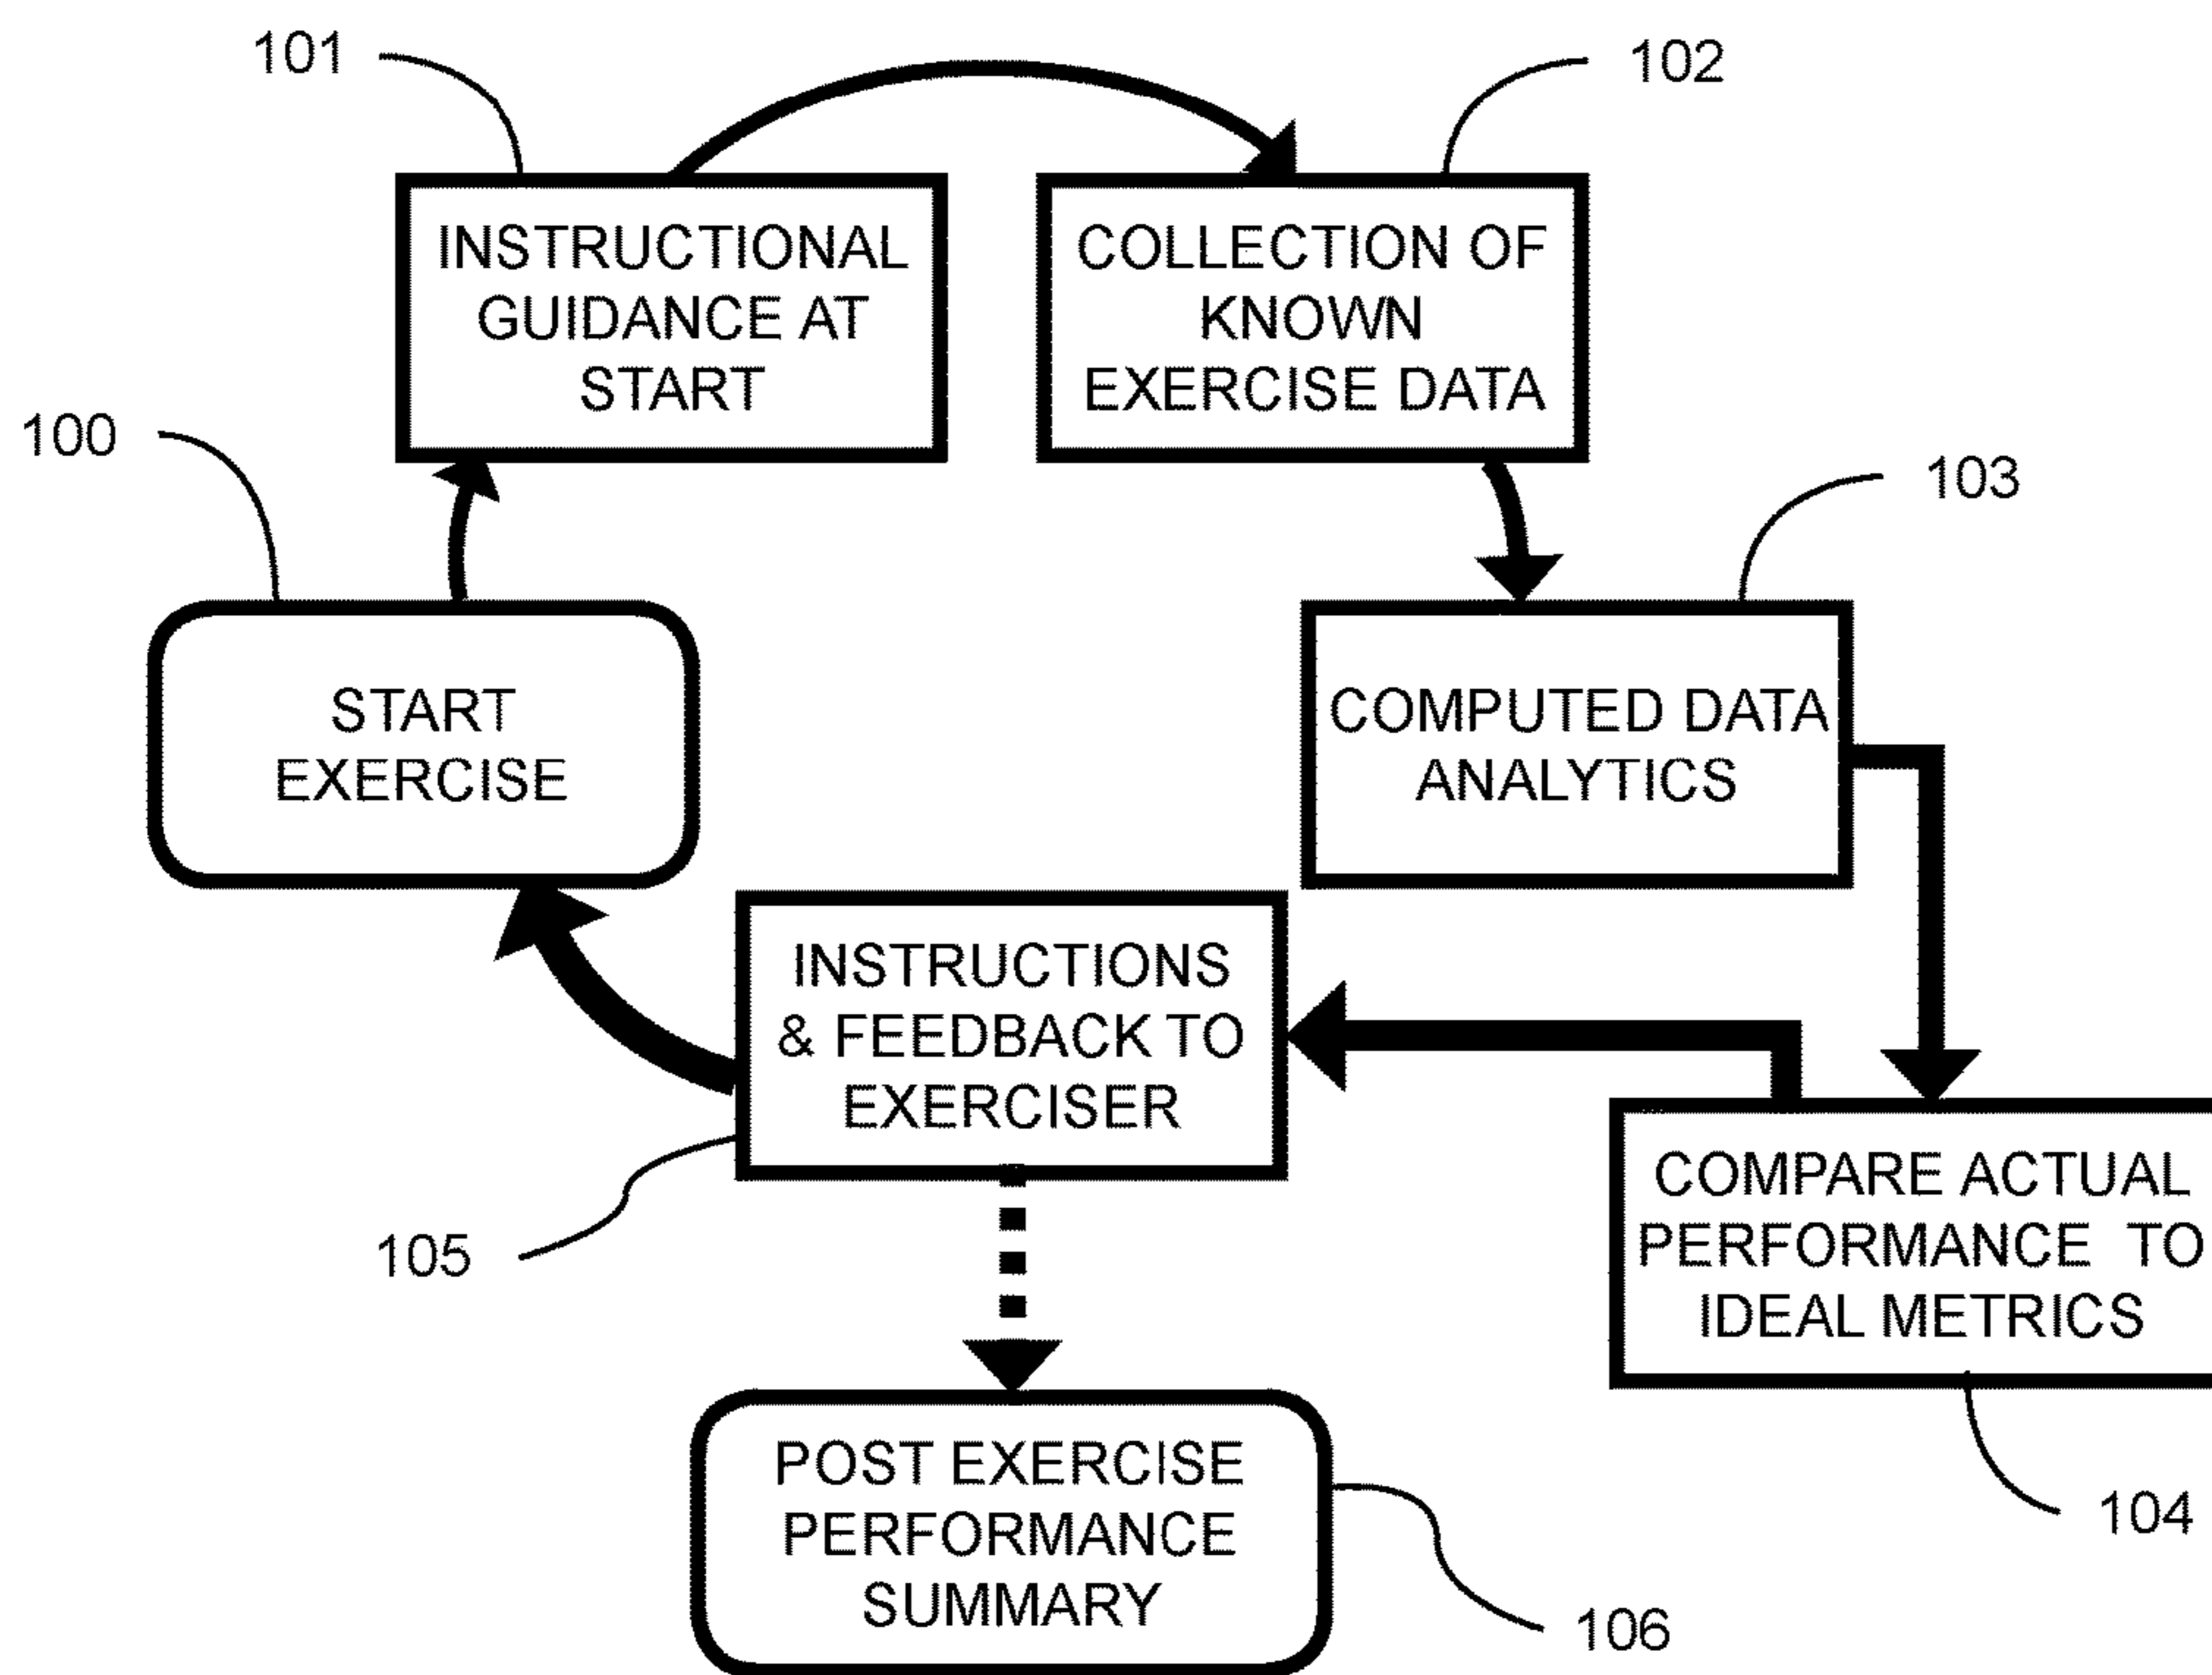 101
102
INSTRUCTIONAL
GUIDANCE AT
START
COLLECTION OF
KNOWN
EXERCISE DATA
100
103
START
EXERCISE
COMPUTED DATA
ANALYTICS
INSTRUCTIONS
& FEEDBACK TO
EXERCISER
105
COMPARE ACTUAL
PERFORMANCE TO
IDEAL METRICS
104
POST EXERCISE
PERFORMANCE
SUMMARY
106